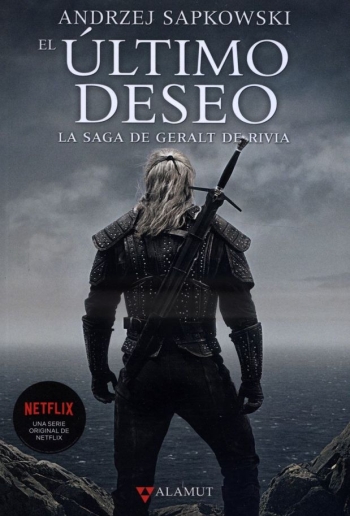 ANDRZEJ SAPKOWSKI
EL ÚLTIMO
DESEO
LA SAGA DE GERALT DE RIVIA
NETFLIX
UNA SERIE
ORIGINAL DE
NETFLIX
ALAMUT